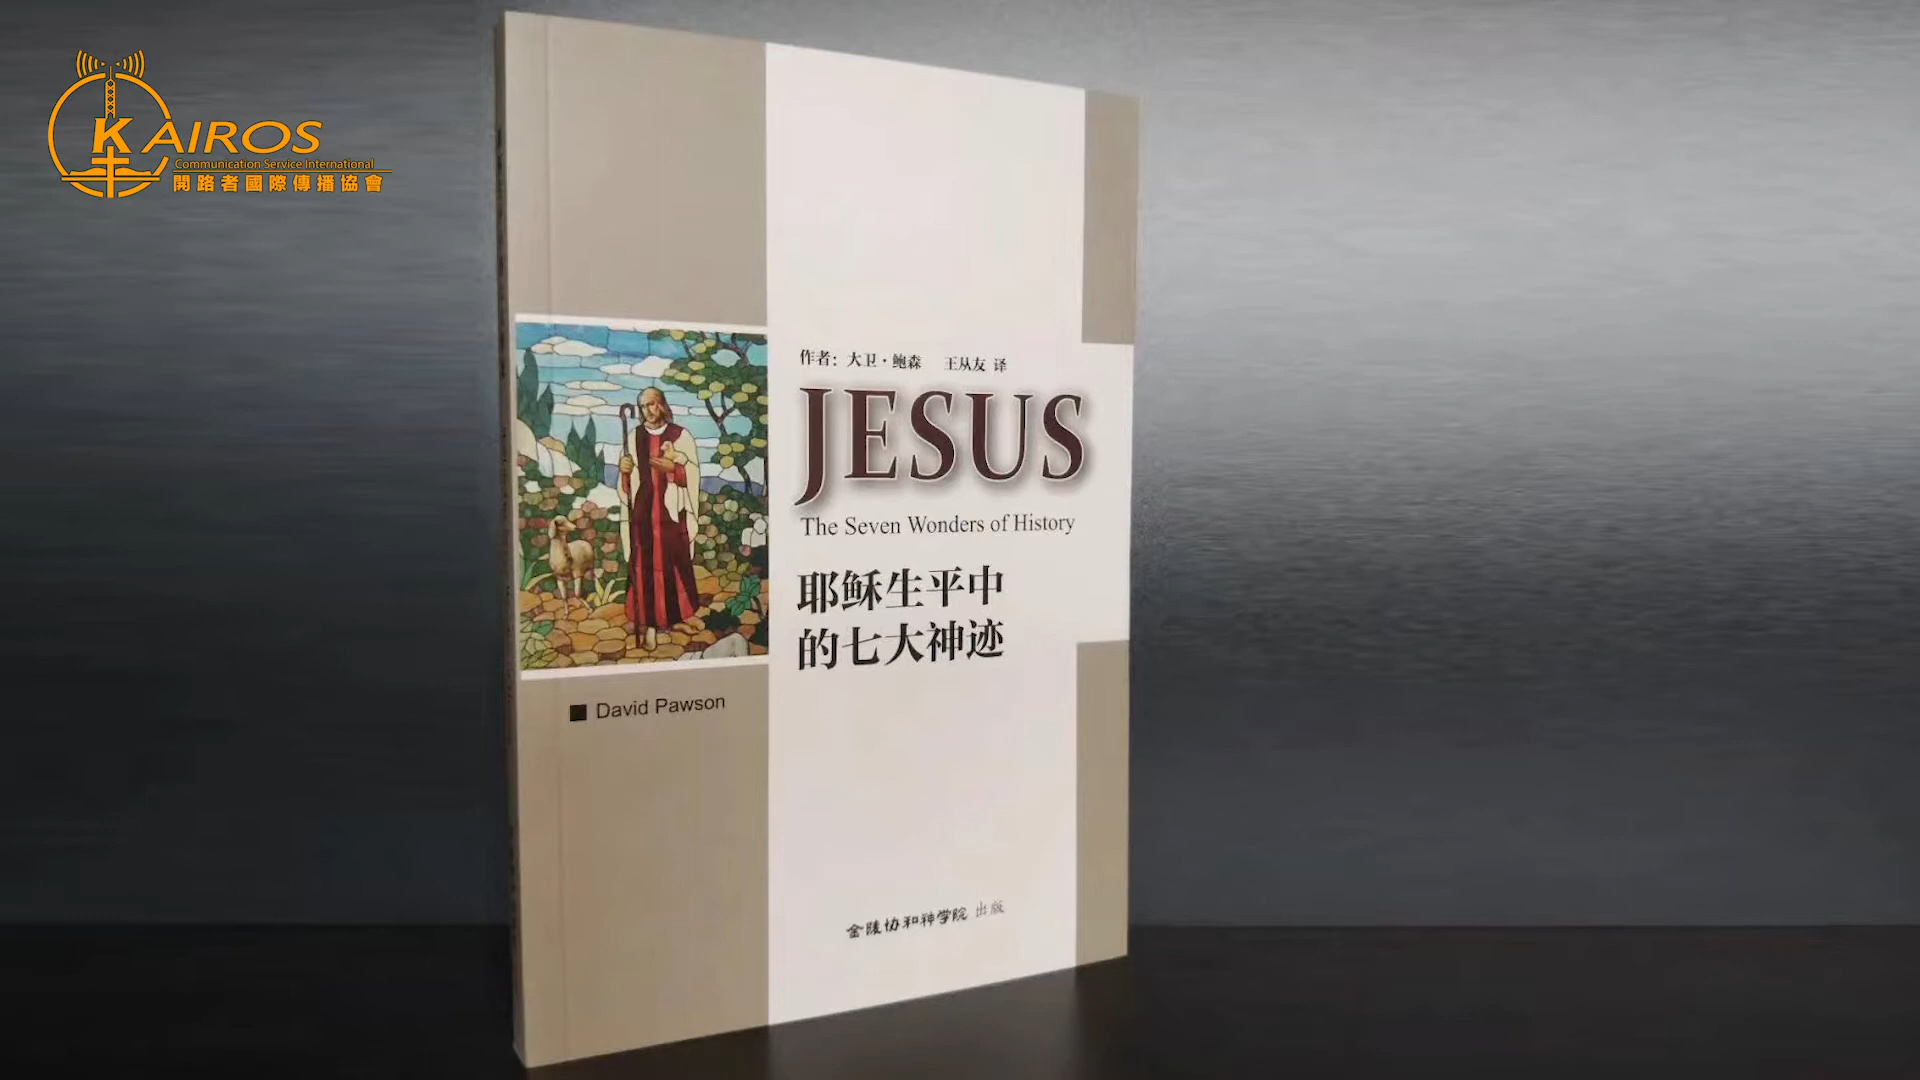 KAIROS
Communication Service International
開路者國際傳播協會
作者：大卫·鲍森 王从友 译
JESUS
The Seven Wonders of History
耶稣生平中
的七大神迹
David Pawson
金陵协和神学院 出版